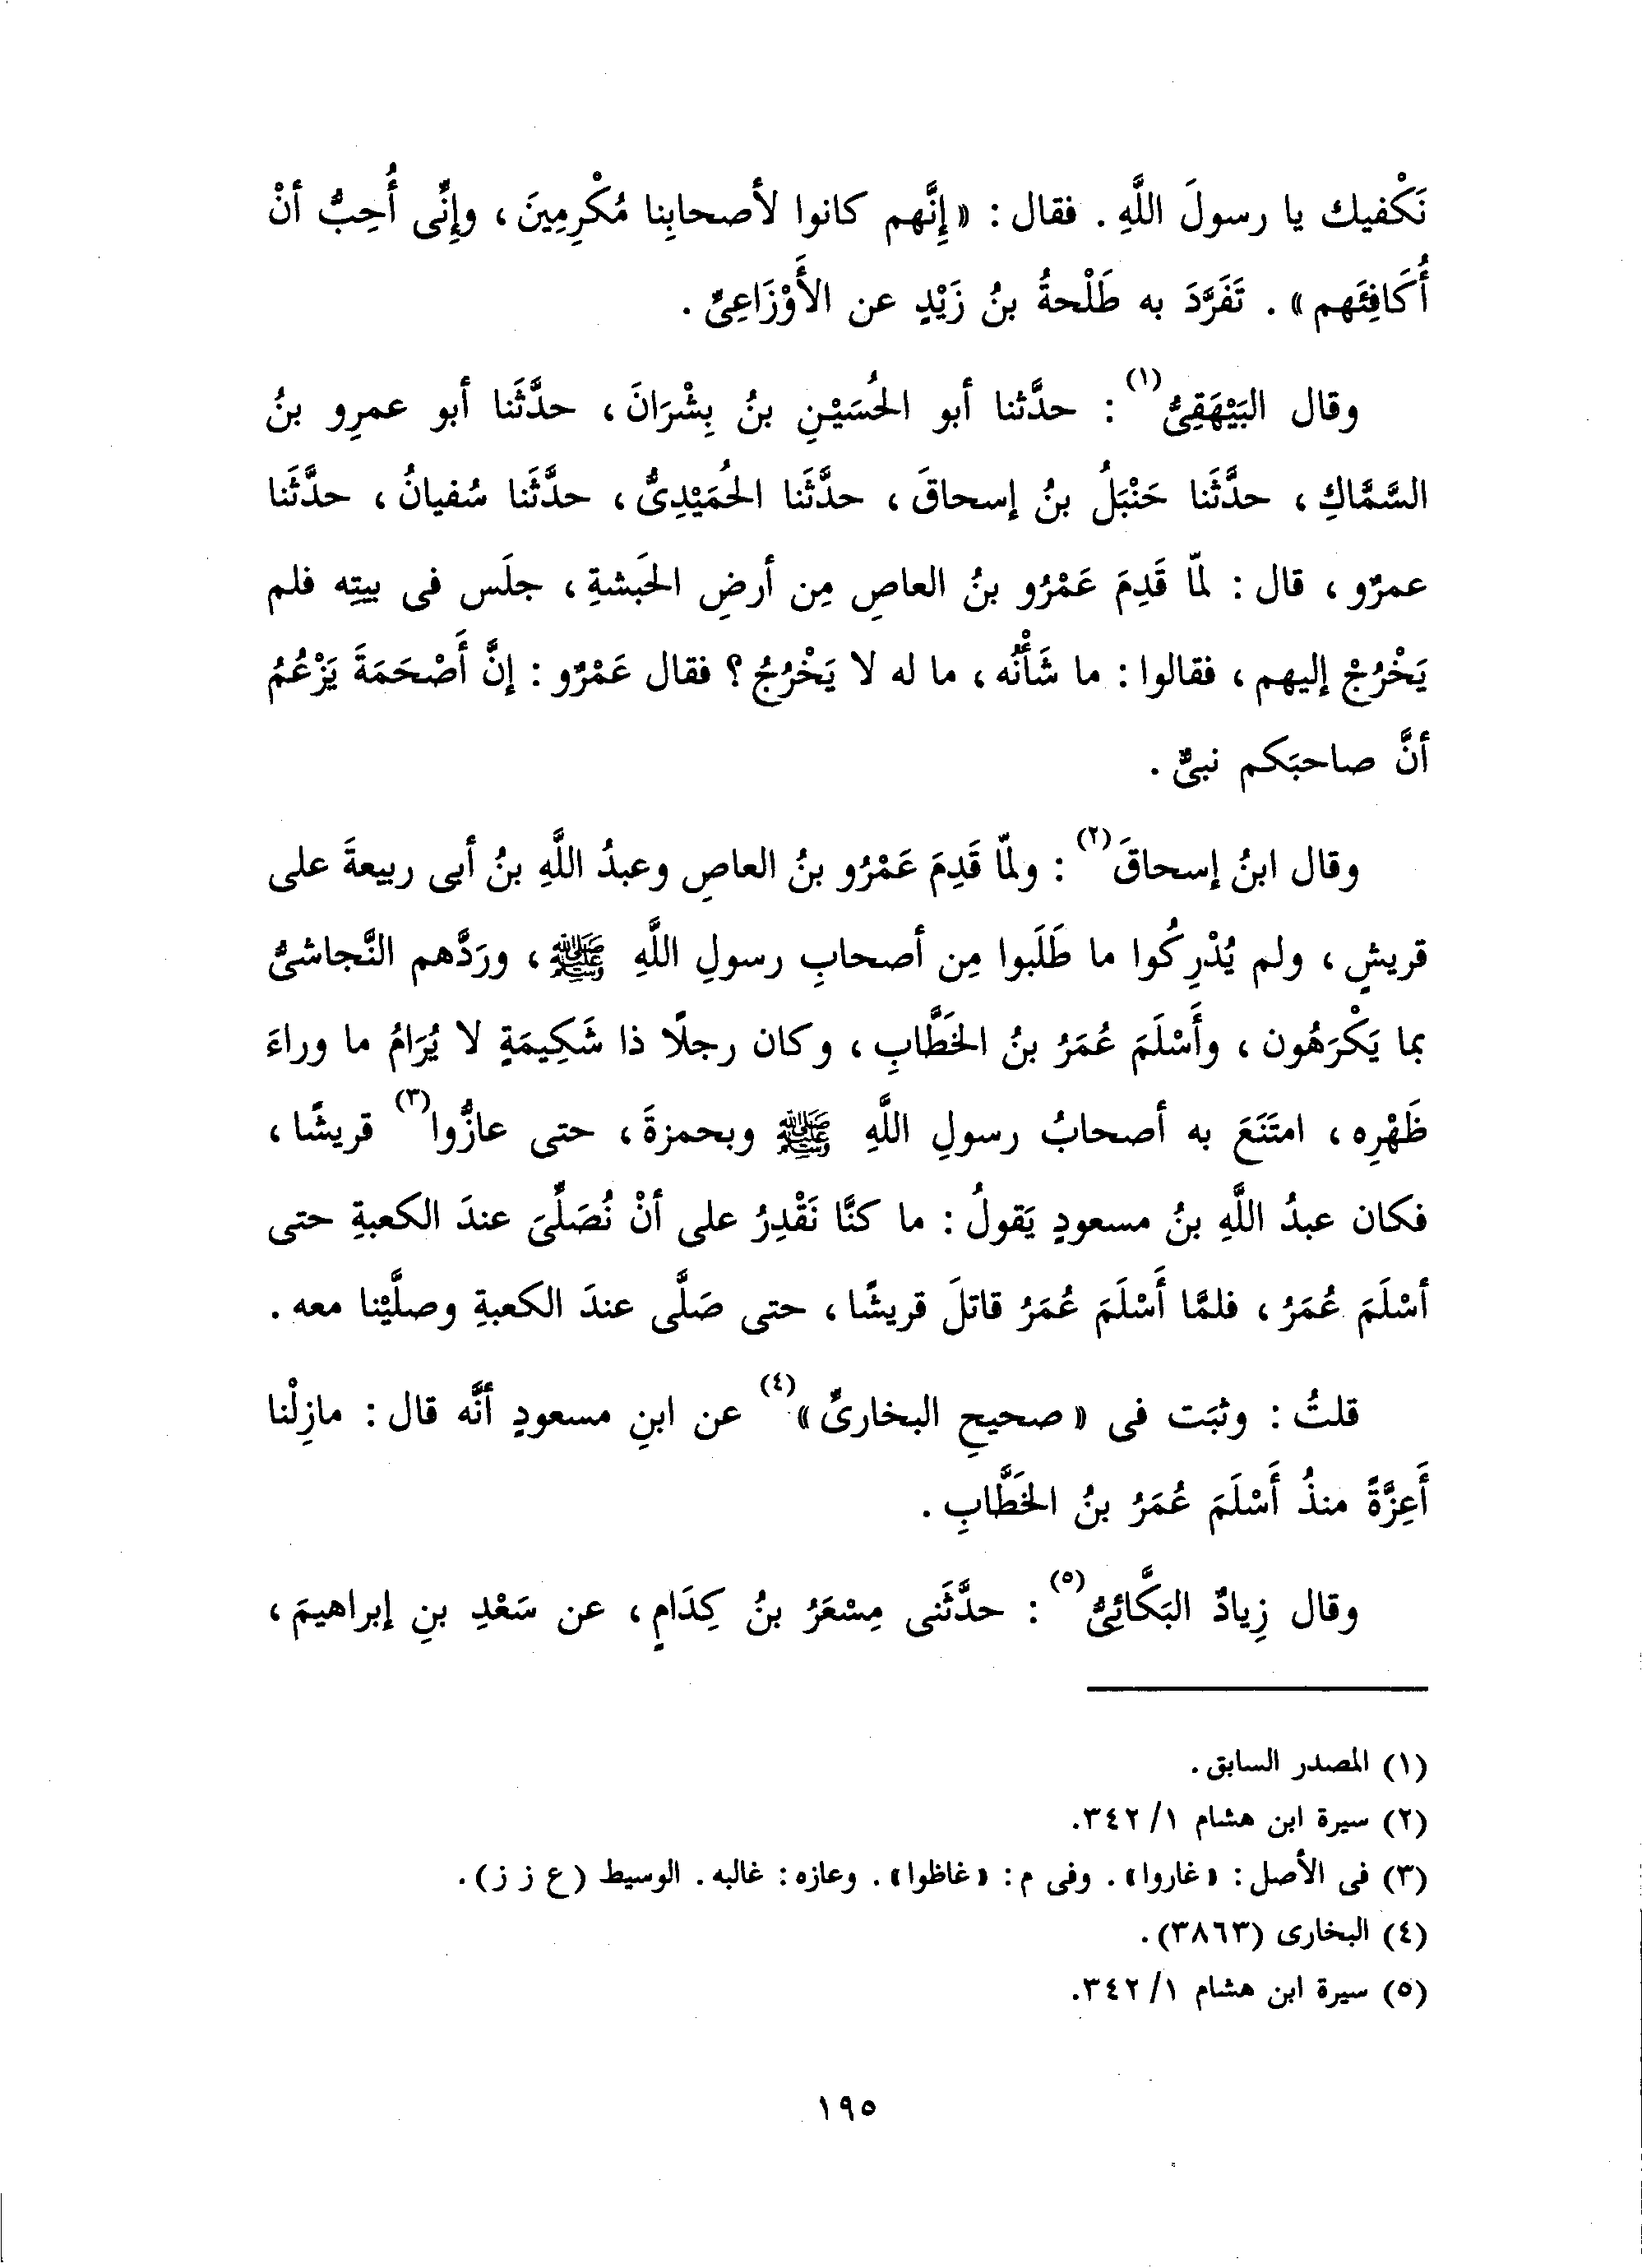 نَكْفيك يا رسولَ اللَّهِ . فقال : « إِنَّهم كانوا لأصحابِنا مُكْرِمِينَ ، وإِنِّى أُحِبُّ أنْ
أُكَافِئَهم » . تَفَرَّدَ به طَلْحةُ بنُ زَيْدٍ عن الأَوْزَاعِىِّ .
وقال البَيْهَقِىُّ(١) : حدَّثنا أبو الحُسَيْنِ بنُ بِشْرَانَ ، حدَّثَنا أبو عمرِو بنُ
السَّمَّاكِ ، حدَّثَنا حَنْبَلُ بنُ إسحاقَ ، حدَّثَنا الحُمَيْدِىُّ ، حدَّثَنا سُفيانُ ، حدَّثَنا
عمرٌو ، قال : لمّا قَدِمَ عَمْرُو بنُ العاصِ مِن أرضِ الحَبشةِ ، جلَس فى بيتِه فلم
يَخْرُجْ إليهم ، فقالوا : ما شَأْنُه ، ما له لا يَخْرُجُ ؟ فقال عَمْرٌو : إنَّ أَصْحَمَةَ يَزْعُمُ
أنَّ صاحبَكم نبىٌّ .
وقال ابنُ إسحاقَ(٢) : ولمّا قَدِمَ عَمْرُو بنُ العاصِ وعبدُ اللَّهِ بنُ أبى ربيعةَ على
قريشٍ ، ولم يُدْرِكُوا ما طَلَبوا مِن أصحابِ رسولِ اللَّهِ ﷺ ، وردَّهم النَّجاشىُّ
بما يَكْرَهُون ، وأَسْلَمَ عُمَرُ بنُ الخَطَّابِ ، وكان رجلًا ذا شَكِيمَةٍ لا يُرَامُ ما وراءَ
ظَهْرِه ، امتَنَعَ به أصحابُ رسولِ اللَّهِ ﷺ وبحمزةَ ، حتى عازُّوا(٣) قريشًا ،
فكان عبدُ اللَّهِ بنُ مسعودٍ يَقولُ : ما كنَّا نَقْدِرُ على أنْ نُصَلِّىَ عندَ الكعبةِ حتى
أسْلَمَ عُمَرُ ، فلمَّا أَسْلَمَ عُمَرُ قاتلَ قريشًا ، حتى صَلَّى عندَ الكعبةِ وصلَّيْنا معه .
قلتُ : وثبَت فى « صحيحِ البخارىِّ »(٤) عن ابنِ مسعودٍ أنَّه قال : مازِلْنا
أَعِزَّةً منذُ أَسْلَمَ عُمَرُ بنُ الخَطَّابِ .
وقال زِيادٌ البَكَّائِىُّ(٥) : حدَّثَنى مِسْعَرُ بنُ كِدَامٍ ، عن سَعْدِ بنِ إبراهيمَ ،
(١) المصدر السابق .
(٢) سيرة ابن هشام ١/ ٣٤٢.
(٣) فى الأصل : « غاروا » . وفى م : « غاظوا » . وعازه : غالبه . الوسيط (ع ز ز) .
(٤) البخارى (٣٨٦٣) .
(٥) سيرة ابن هشام ١/ ٣٤٢.
١٩٥